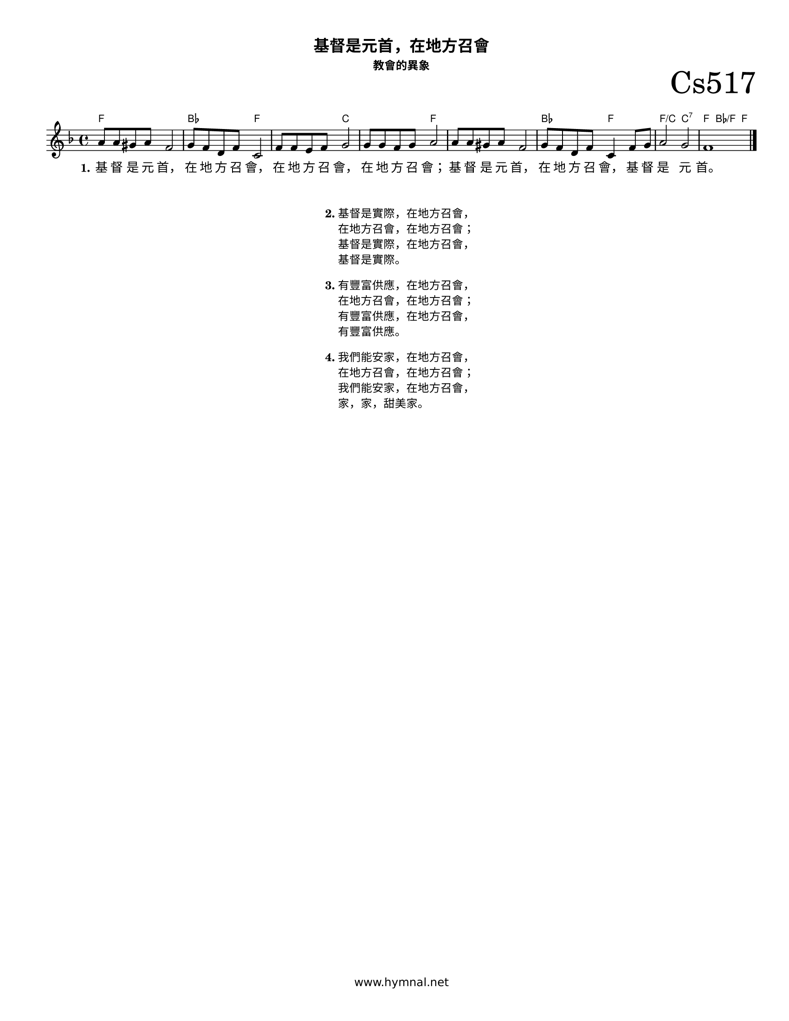 基督是元首，在地方召會
教會的異象
Cs517
F B♭ F C F B♭ F F/C C7 F B♭/F F
1. 基 督 是 元 首， 在 地 方 召 會， 在 地 方 召 會， 在 地 方 召 會； 基 督 是 元 首， 在 地 方 召 會， 基 督 是 元 首。
2. 基督是實際，在地方召會，
在地方召會，在地方召會；
基督是實際，在地方召會，
基督是實際。
3. 有豐富供應，在地方召會，
在地方召會，在地方召會；
有豐富供應，在地方召會，
有豐富供應。
4. 我們能安家，在地方召會，
在地方召會，在地方召會；
我們能安家，在地方召會，
家，家，甜美家。
www.hymnal.net